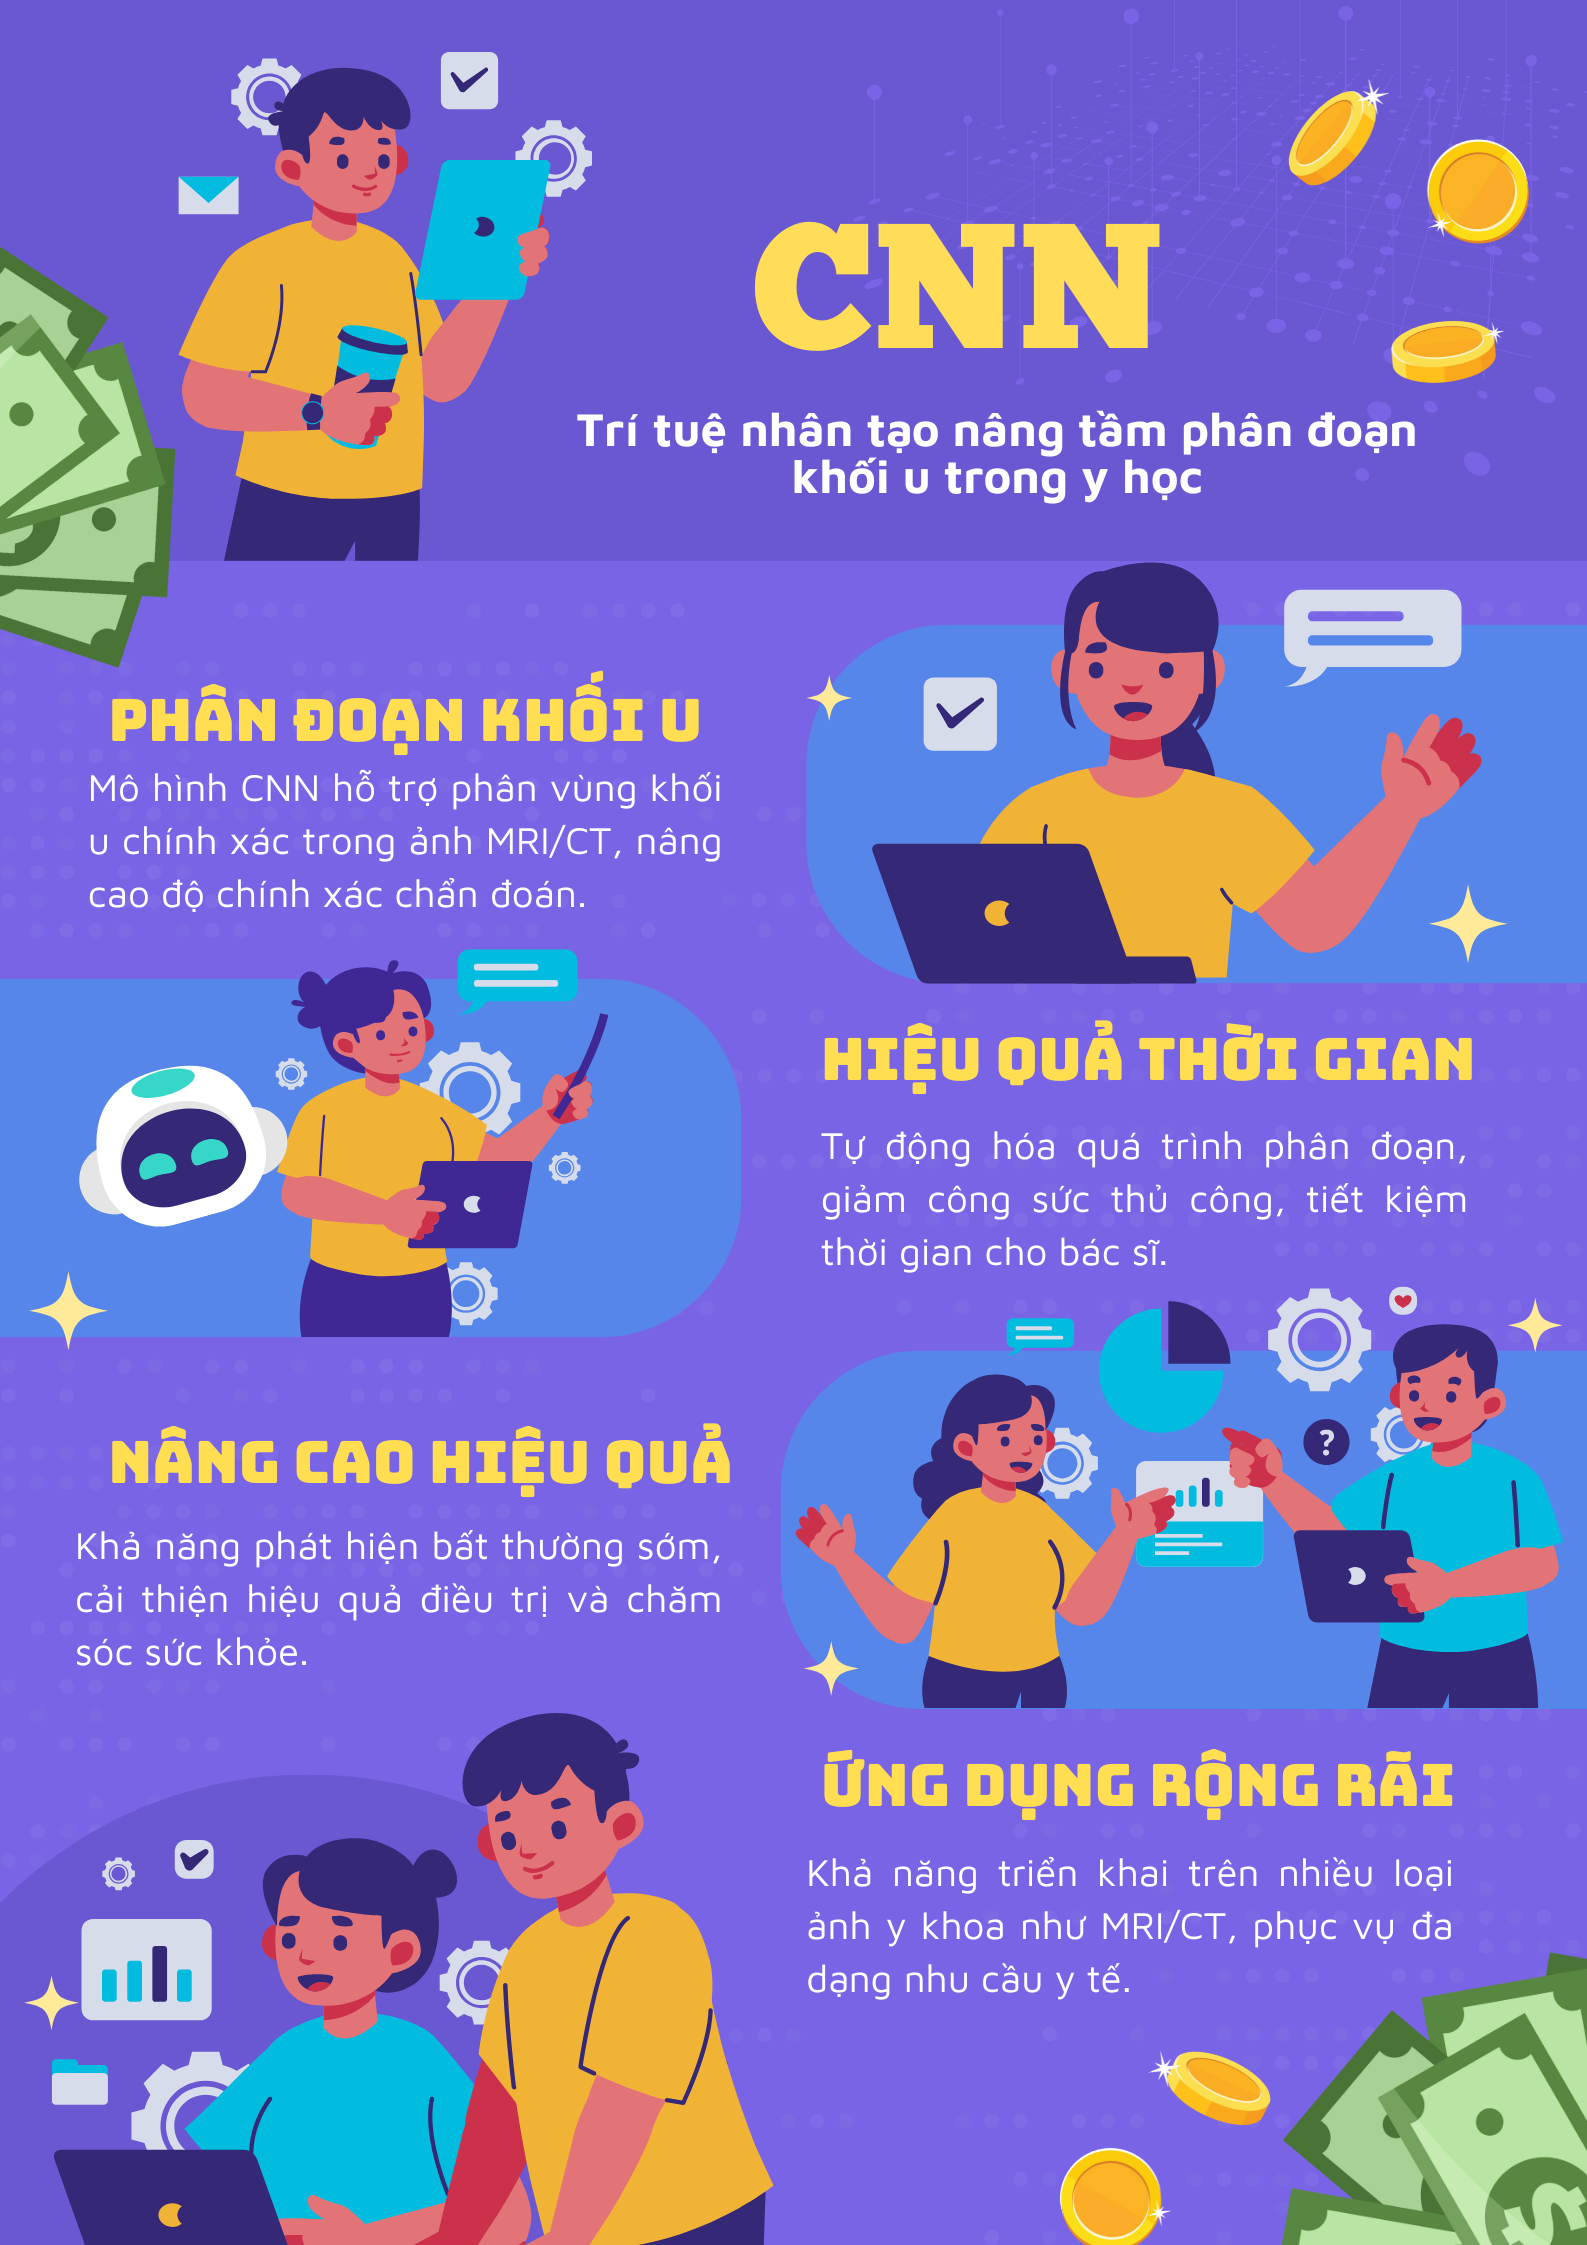 CNN
Trí tuệ nhân tạo nâng tầm phân đoạn
khối u trong y học
PHÂN ĐOẠN KHỐI U
Mô hình CNN hỗ trợ phân vùng khối
u chính xác trong ảnh MRI/CT, nâng
cao độ chính xác chẩn đoán.
HIỆU QUẢ THỜI GIAN
Tự động hóa quá trình phân đoạn,
giảm công sức thủ công, tiết kiệm
thời gian cho bác sĩ.
NÂNG CAO HIỆU QUẢ
Khả năng phát hiện bất thường sớm,
cải thiện hiệu quả điều trị và chăm
sóc sức khỏe.
?
ỨNG DỤNG RỘNG RÃI
Khả năng triển khai trên nhiều loại
ảnh y khoa như MRI/CT, phục vụ đa
dạng nhu cầu y tế.
$